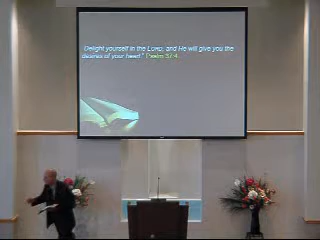 "Delight yourself in the LORD, and He will give you the
desires of your heart." Psalm 37:4